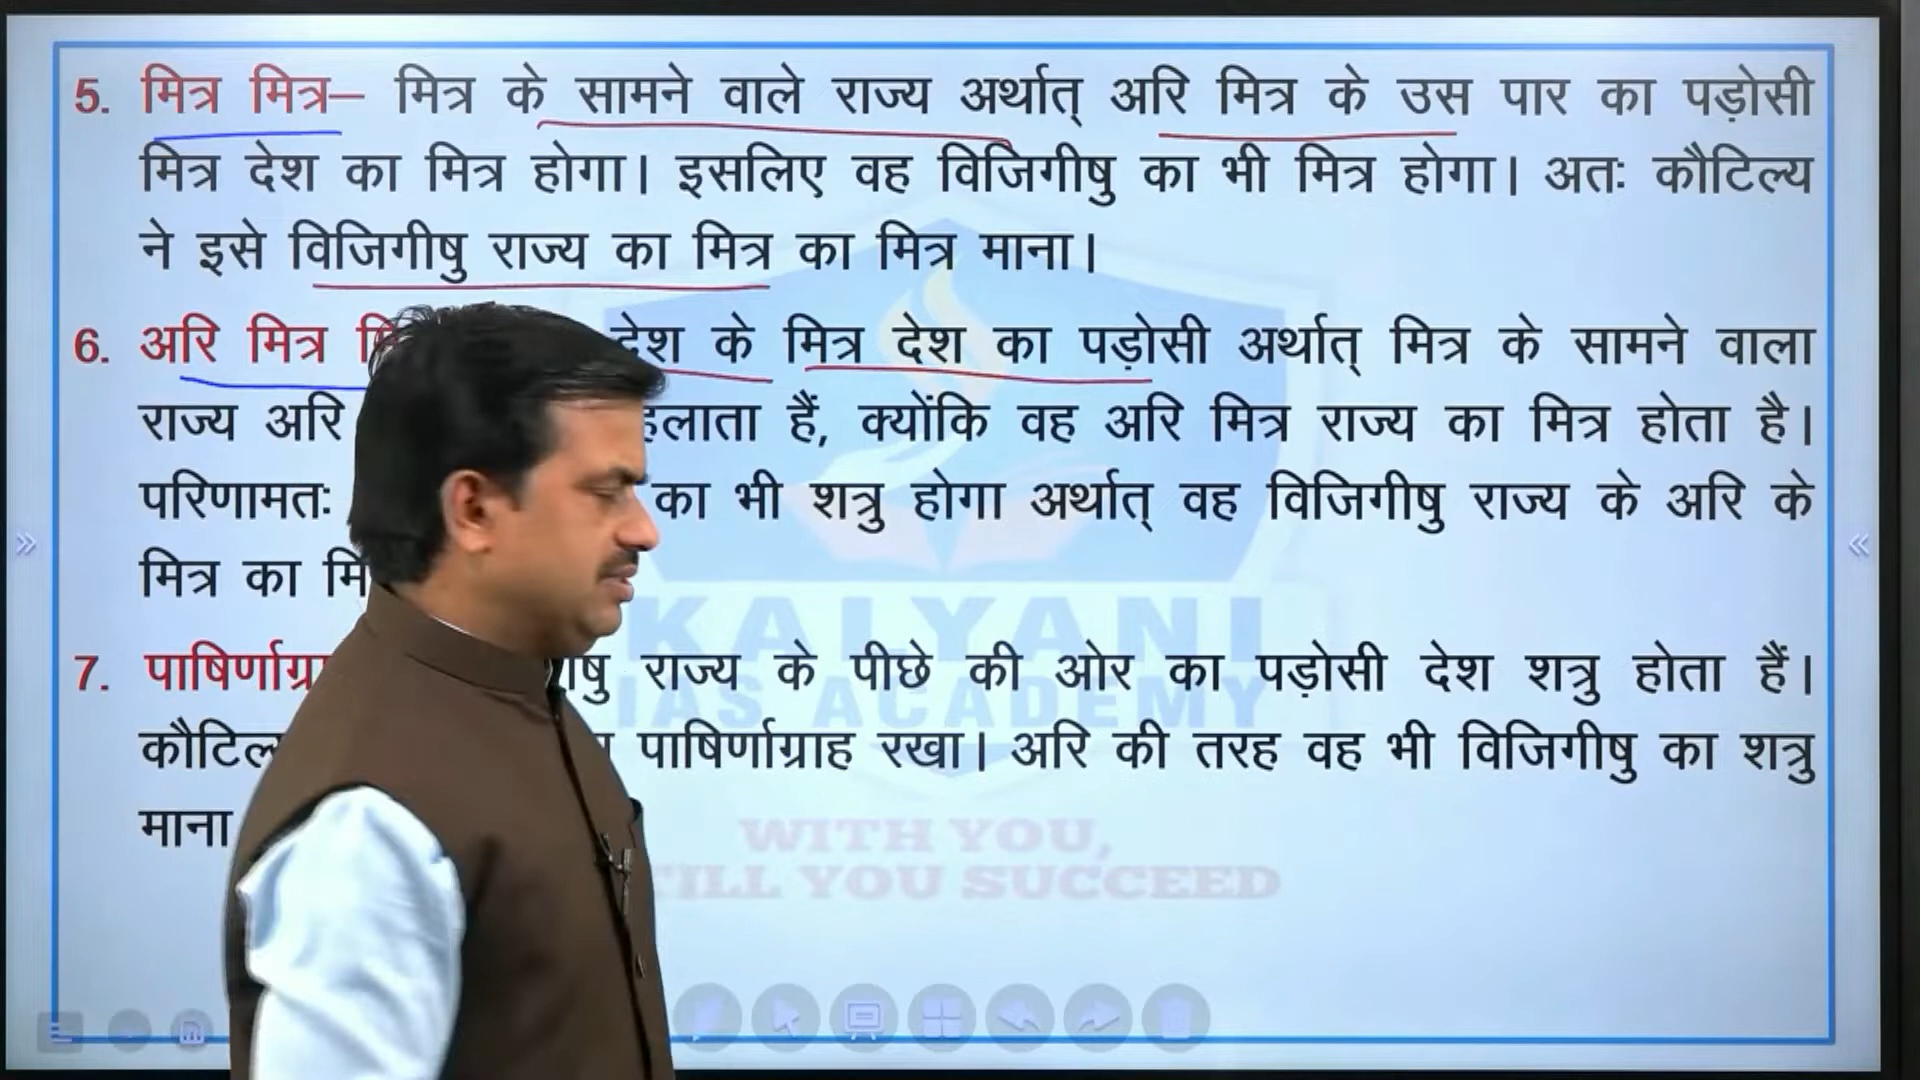 5. मित्र मित्र– मित्र के सामने वाले राज्य अर्थात् अरि मित्र के उस पार का पड़ोसी
मित्र देश का मित्र होगा। इसलिए वह विजिगीषु का भी मित्र होगा। अतः कौटिल्य
ने इसे विजिगीषु राज्य का मित्र का मित्र माना।
6. अरि मित्र देश के मित्र देश का पड़ोसी अर्थात् मित्र के सामने वाला
राज्य अरि हलाता हैं, क्योंकि वह अरि मित्र राज्य का मित्र होता है।
परिणामतः का भी शत्रु होगा अर्थात् वह विजिगीषु राज्य के अरि के
मित्र का
7. राज्य के पीछे की ओर का पड़ोसी देश शत्रु होता हैं।
पाषिर्णाग्राह रखा। अरि की तरह वह भी विजिगीषु का शत्रु
माना
KALYANI
IAS ACADEMY
WITH YOU,
TILL YOU SUCCEED